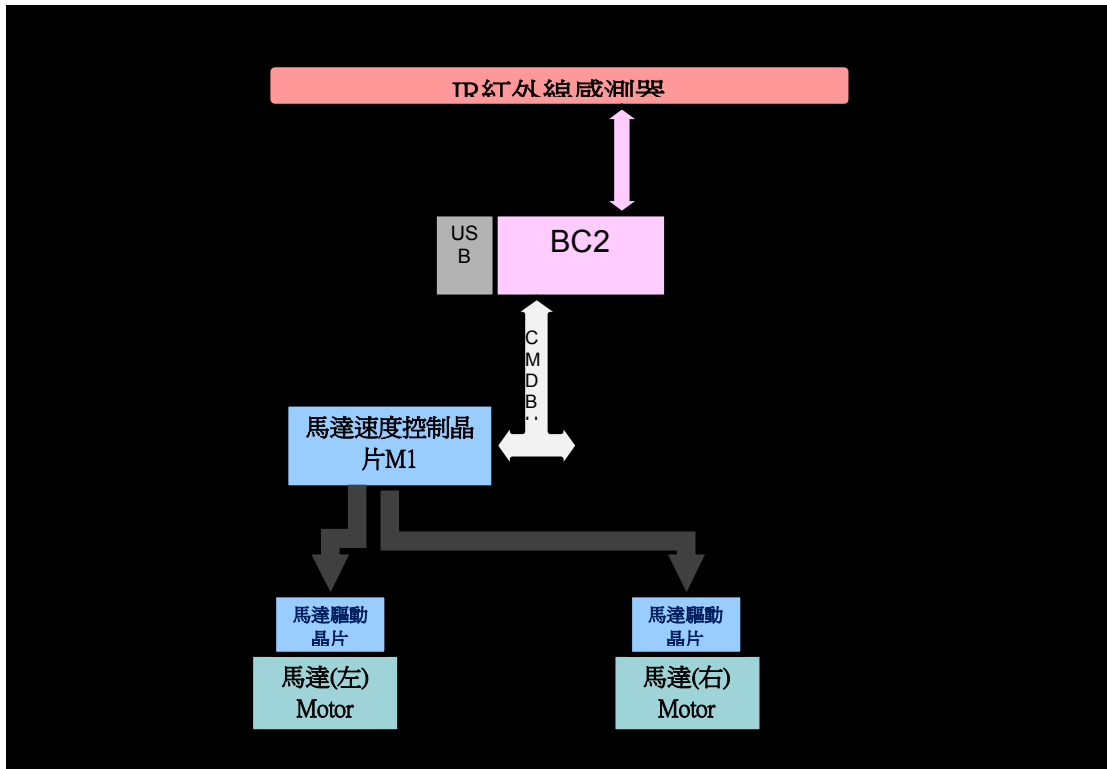 IR紅外線感測器
US
B
BC2
C
M
D
B
馬達速度控制晶
片M1
馬達驅動
晶片
馬達驅動
晶片
馬達(左)
Motor
馬達(右)
Motor